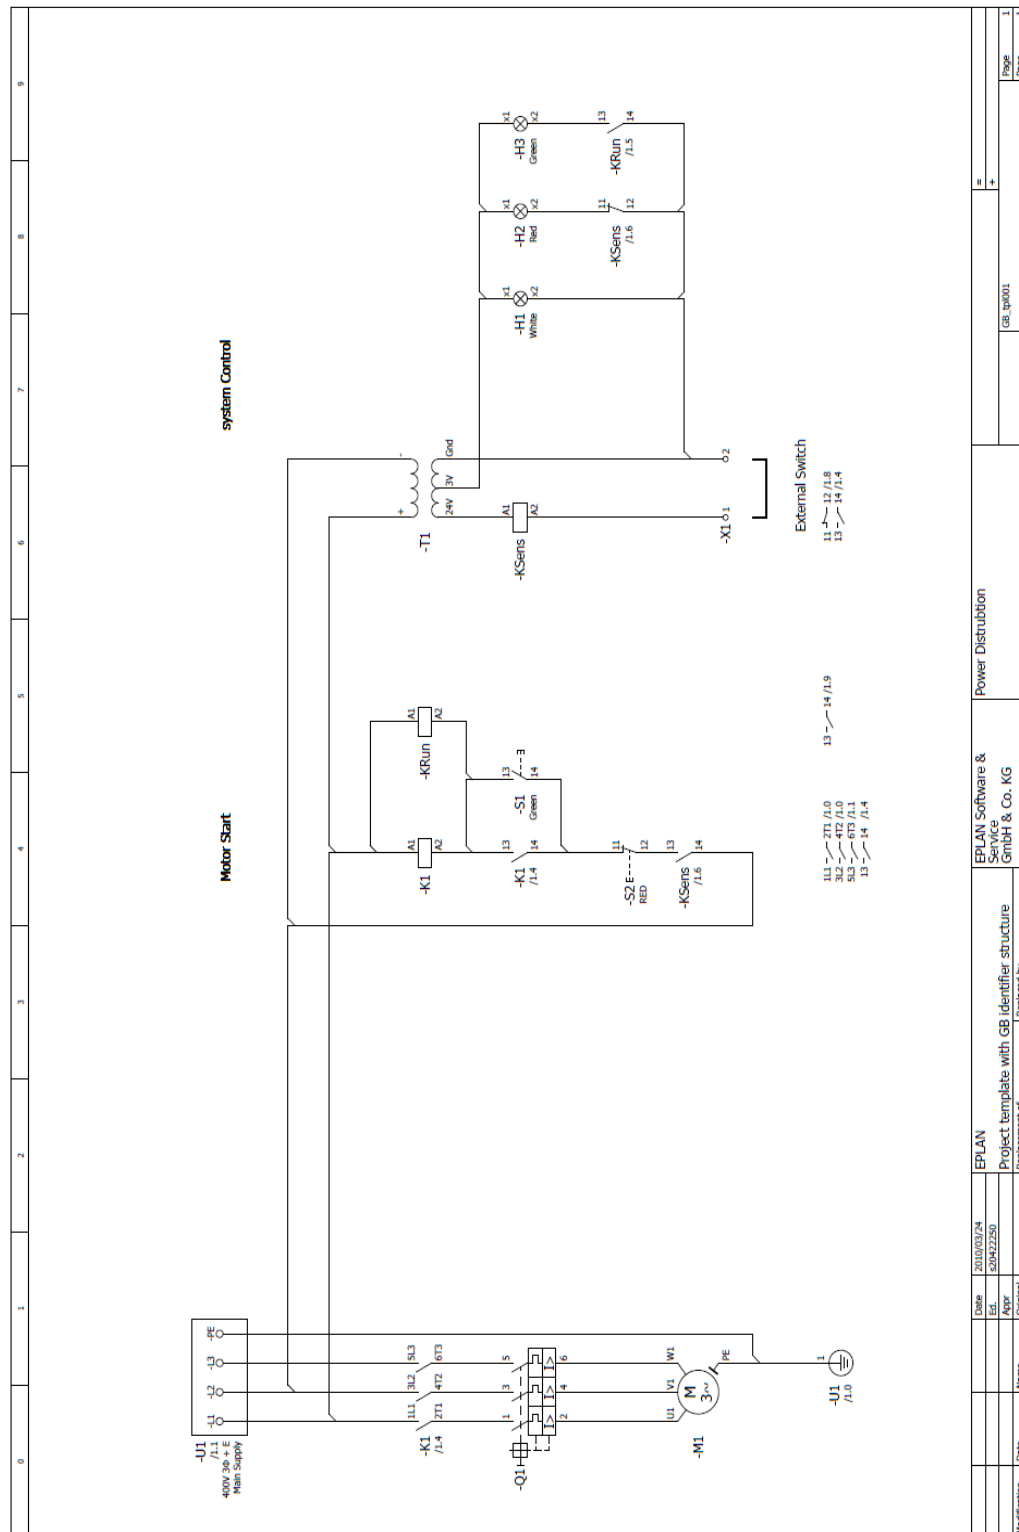 0
1
2
3
4
5
6
7
8
9
Motor Start
system Control
-U1
/1.1
400V 3Φ + E
Main Supply
-L1
-L2
-L3
-PE
-K1
/1.4
1L1
2T1
3L2
4T2
5L3
6T3
-Q1
1
3
5
I>
I>
I>
2
4
6
-M1
U1
V1
W1
M
3~
PE
1
-U1
/1.0
-K1
A1
A2
-KRun
A1
A2
-K1
/1.4
13
14
-S1
Green
13
14
E
-S2
RED
E
11
12
-KSens
/1.6
13
14
1L1 2T1 /1.0
3L2 4T2 /1.0
5L3 6T3 /1.1
13 14 /1.4
13 14 /1.9
-T1
+
-
24V
3V
Gnd
-KSens
A1
A2
-X1
1
2
External Switch
11 12 /1.8
13 14 /1.4
-H1
White
x1
x2
-H2
Red
x1
x2
-H3
Green
x1
x2
-KSens
/1.6
11
12
-KRun
/1.5
13
14
Date
2010/03/24
Ed.
s20422250
Appr
EPLAN
Project template with GB identifier structure
EPLAN Software &
Service
GmbH & Co. KG
Power Distrubtion
GB_tpl001
=
+
Page
1